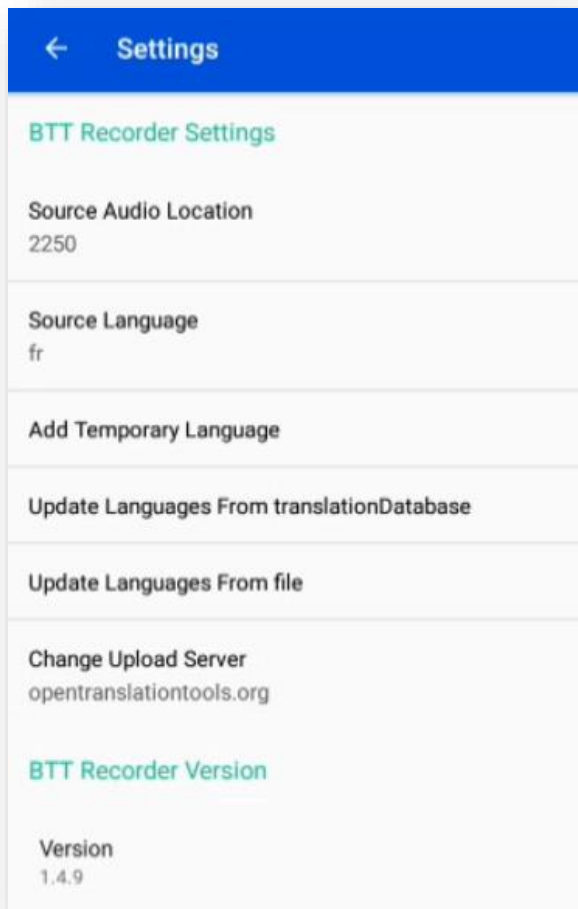 Settings
BTT Recorder Settings
Source Audio Location
2250
Source Language
fr
Add Temporary Language
Update Languages From translationDatabase
Update Languages From file
Change Upload Server
opentranslationtools.org
BTT Recorder Version
Version
1.4.9